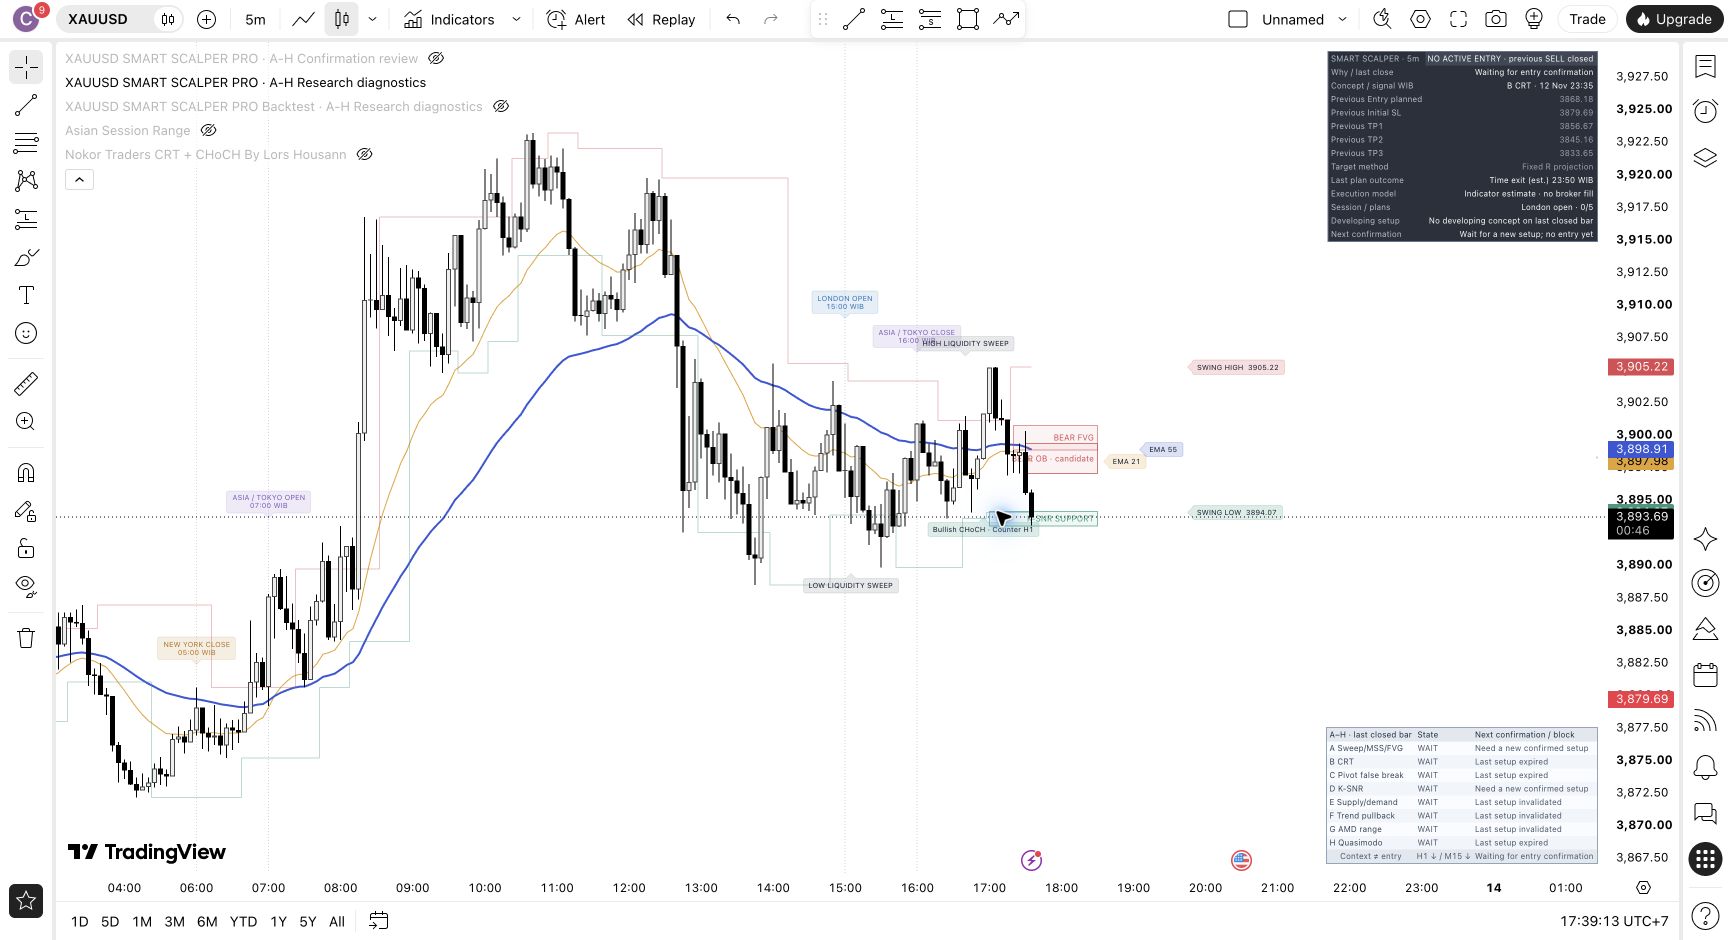 C 9 XAUUSD 5m Indicators Alert Replay Unnamed Trade Upgrade
XAUUSD SMART SCALPER PRO · A-H Confirmation review
XAUUSD SMART SCALPER PRO · A-H Research diagnostics
XAUUSD SMART SCALPER PRO Backtest · A-H Research diagnostics
Asian Session Range
Nokor Traders CRT + CHoCH By Lors Housann
SMART SCALPER · 5m NO ACTIVE ENTRY · previous SELL closed
Why / last close Waiting for entry confirmation
Concept / signal WIB B CRT · 12 Nov 23:35
Previous Entry planned 3868.18
Previous Initial SL 3879.69
Previous TP1 3856.67
Previous TP2 3845.16
Previous TP3 3833.65
Target method Fixed R projection
Last plan outcome Time exit (est.) 23:50 WIB
Execution model Indicator estimate · no broker fill
Session / plans London open · 0/5
Developing setup No developing concept on last closed bar
Next confirmation Wait for a new setup; no entry yet
3,927.50
3,925.00
3,922.50
3,920.00
3,917.50
3,915.00
3,912.50
3,910.00
3,907.50
3,905.22
3,902.50
3,900.00
3,898.91
3,897.98
3,895.00
3,893.69
00:46
3,890.00
3,887.50
3,885.00
3,882.50
3,879.69
3,877.50
3,875.00
3,872.50
3,870.00
3,867.50
LONDON OPEN
15:00 WIB
ASIA / TOKYO CLOSE
16:00 WIB
HIGH LIQUIDITY SWEEP
SWING HIGH 3905.22
BEAR FVG
OB · candidate
EMA 55
EMA 21
ASIA / TOKYO OPEN
07:00 WIB
SWING LOW 3894.07
SNR SUPPORT
Bullish CHoCH · Counter H1
LOW LIQUIDITY SWEEP
NEW YORK CLOSE
05:00 WIB
A–H · last closed bar State Next confirmation / block
A Sweep/MSS/FVG WAIT Need a new confirmed setup
B CRT WAIT Last setup expired
C Pivot false break WAIT Last setup expired
D K-SNR WAIT Need a new confirmed setup
E Supply/demand WAIT Last setup invalidated
F Trend pullback WAIT Last setup invalidated
G AMD range WAIT Last setup invalidated
H Quasimodo WAIT Last setup expired
Context ≠ entry H1 ↓ / M15 ↓ Waiting for entry confirmation
TradingView
04:00 06:00 07:00 08:00 09:00 10:00 11:00 12:00 13:00 14:00 15:00 16:00 17:00 18:00 19:00 20:00 21:00 22:00 23:00 14 01:00
1D 5D 1M 3M 6M YTD 1Y 5Y All 17:39:13 UTC+7